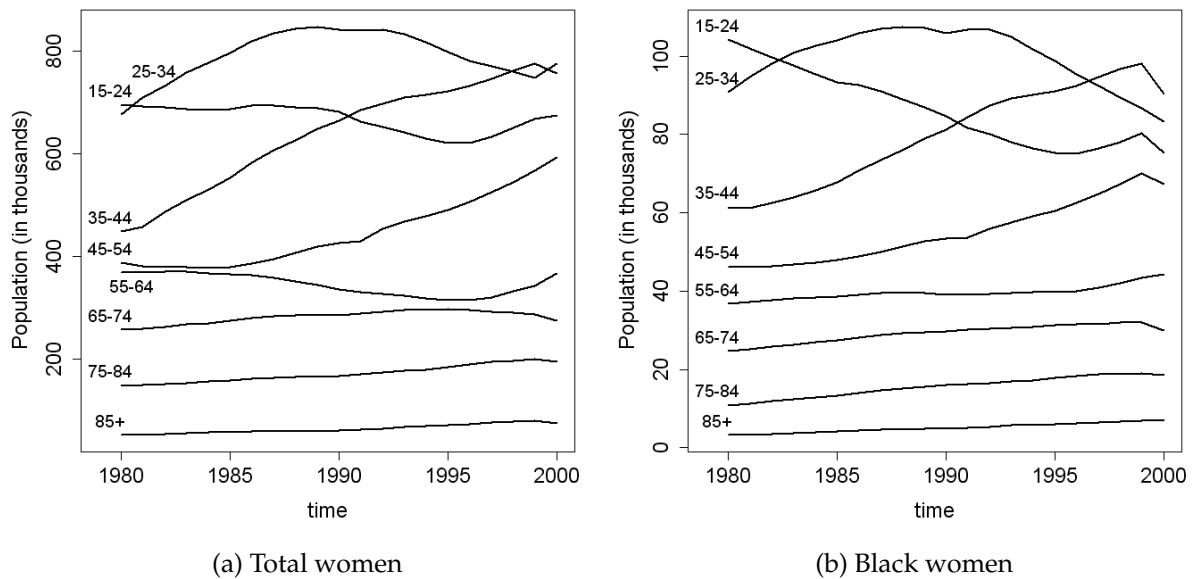 Population (in thousands)
200 400 600 800
25-34
15-24
35-44
45-54
55-64
65-74
75-84
85+
1980 1985 1990 1995 2000
time
(a) Total women
Population (in thousands)
0 20 40 60 80 100
15-24
25-34
35-44
45-54
55-64
65-74
75-84
85+
1980 1985 1990 1995 2000
time
(b) Black women